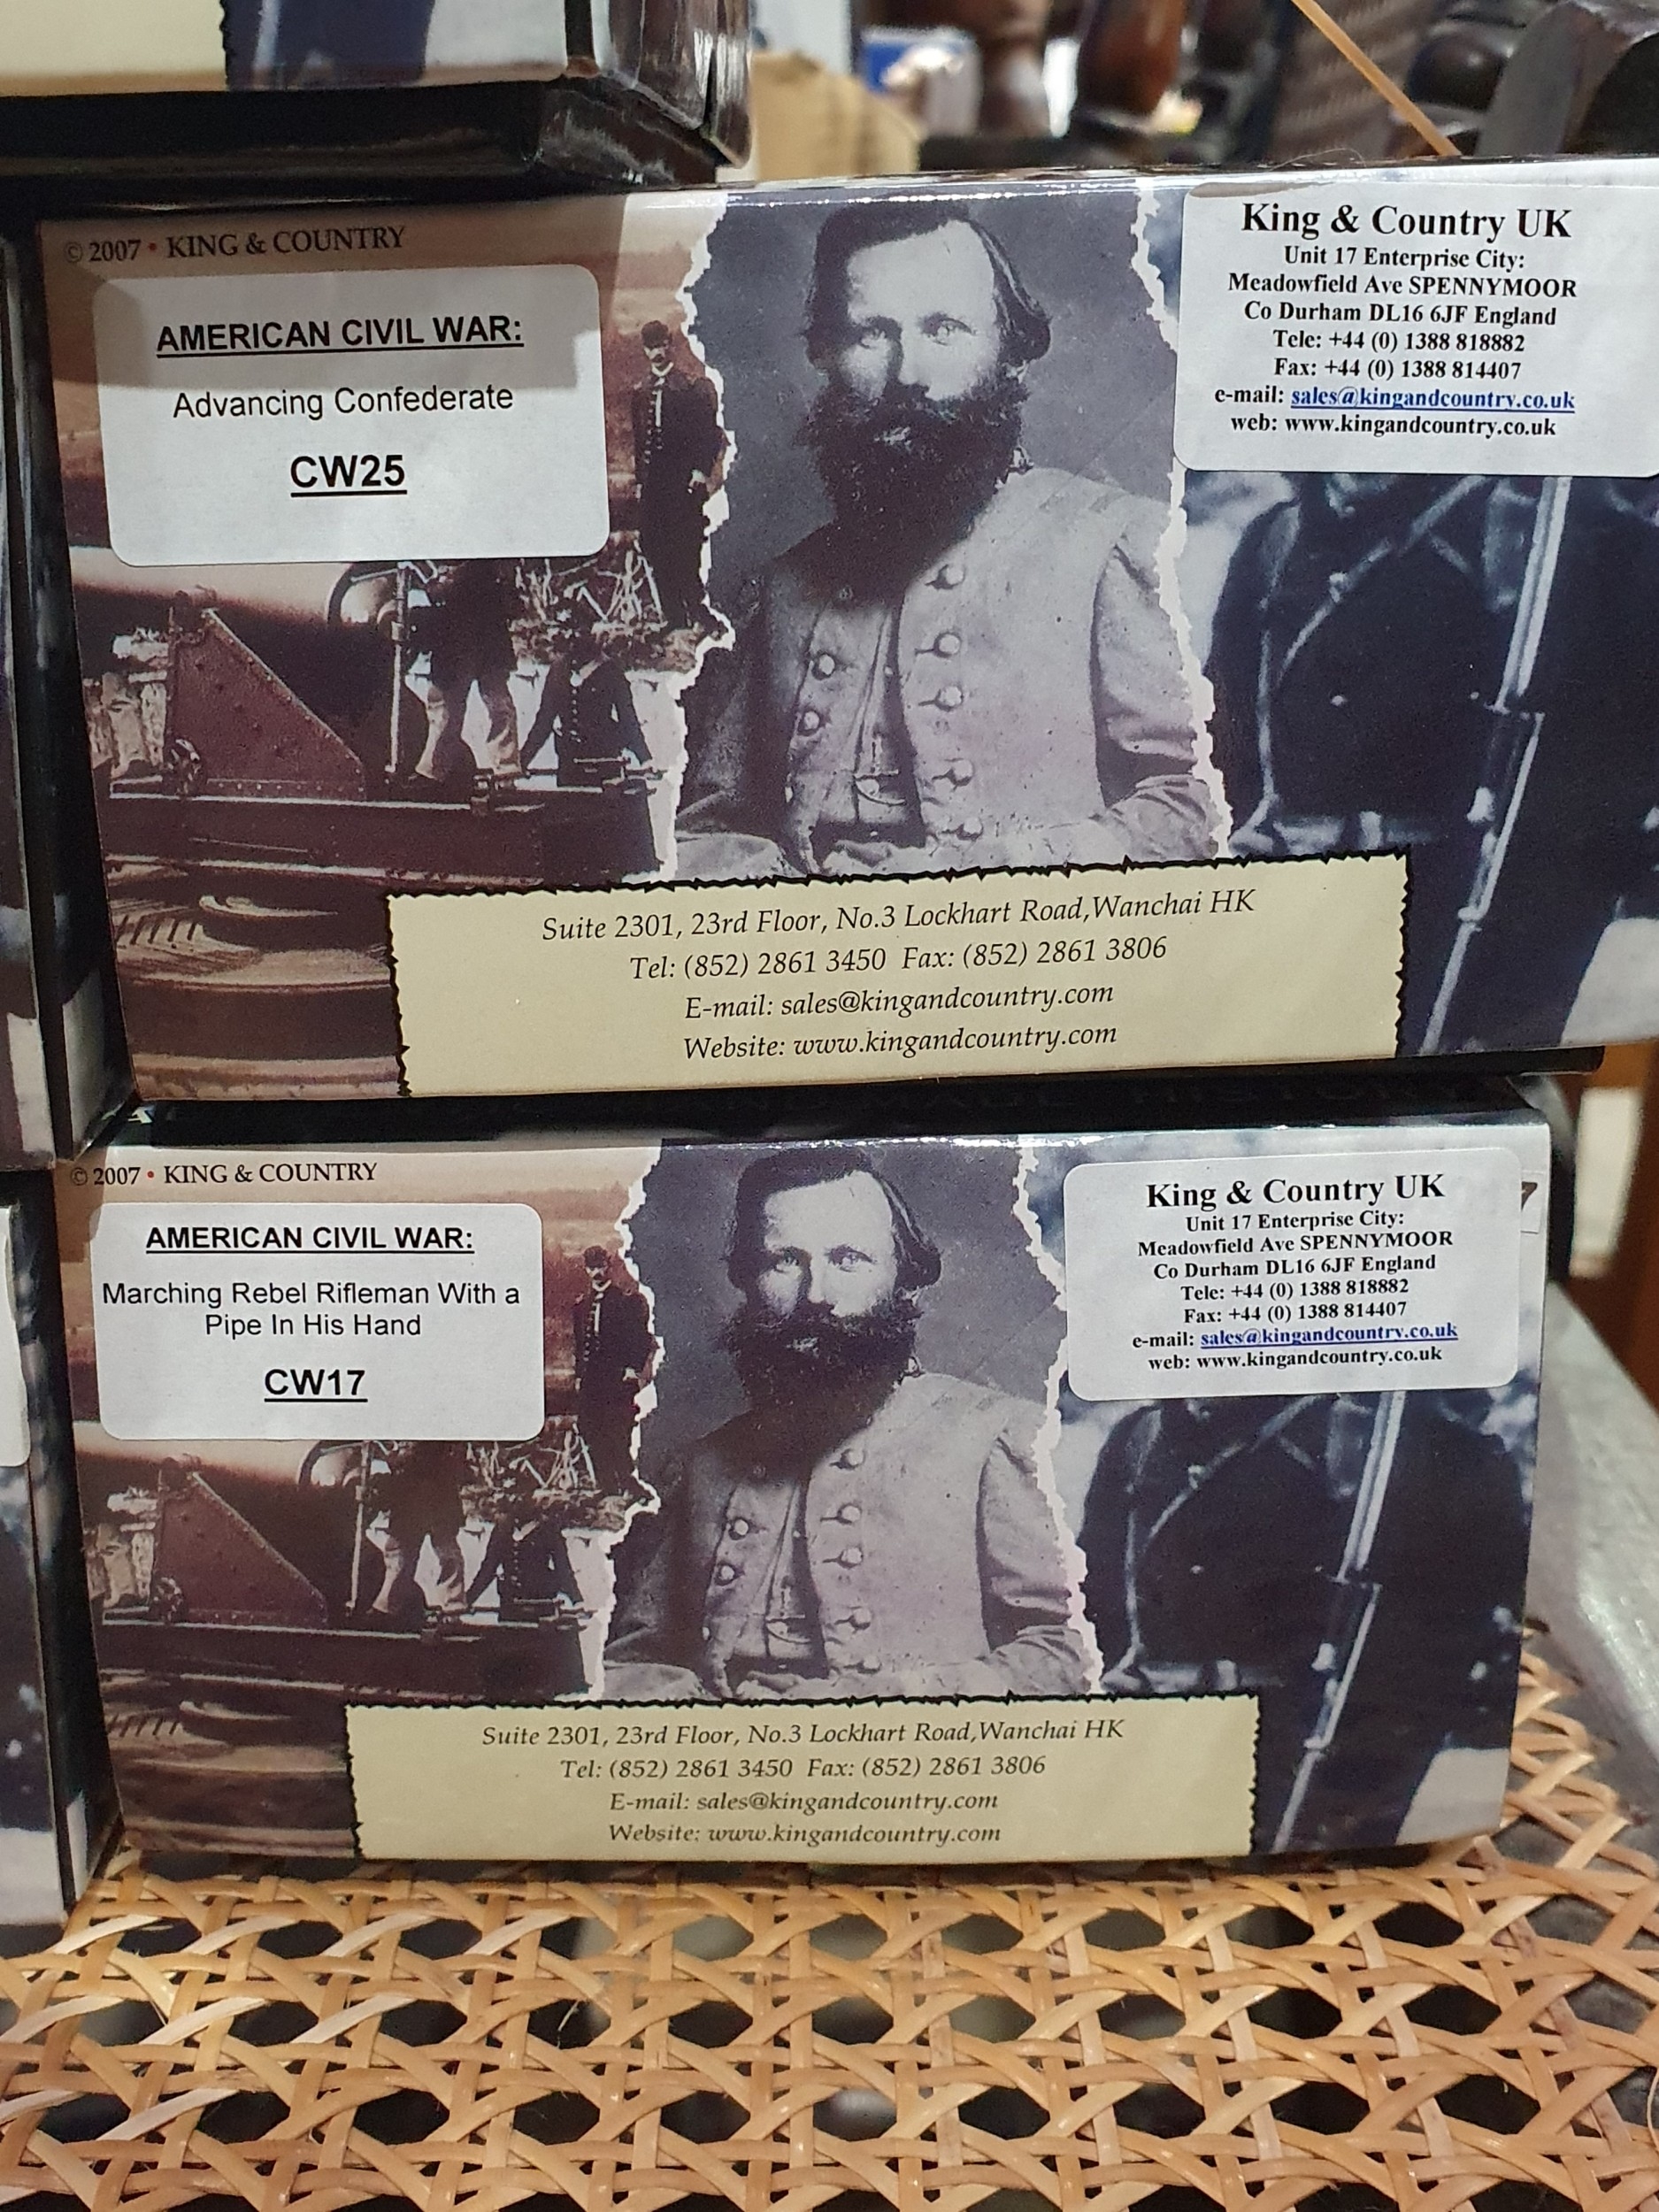 © 2007 • KING & COUNTRY
AMERICAN CIVIL WAR:
Advancing Confederate
CW25
King & Country UK
Unit 17 Enterprise City:
Meadowfield Ave SPENNYMOOR
Co Durham DL16 6JF England
Tele: +44 (0) 1388 818882
Fax: +44 (0) 1388 814407
e-mail: sales@kingandcountry.co.uk
web: www.kingandcountry.co.uk
Suite 2301, 23rd Floor, No.3 Lockhart Road,Wanchai HK
Tel: (852) 2861 3450 Fax: (852) 2861 3806
E-mail: sales@kingandcountry.com
Website: www.kingandcountry.com
© 2007 • KING & COUNTRY
AMERICAN CIVIL WAR:
Marching Rebel Rifleman With a
Pipe In His Hand
CW17
King & Country UK
Unit 17 Enterprise City:
Meadowfield Ave SPENNYMOOR
Co Durham DL16 6JF England
Tele: +44 (0) 1388 818882
Fax: +44 (0) 1388 814407
e-mail: sales@kingandcountry.co.uk
web: www.kingandcountry.co.uk
7
Suite 2301, 23rd Floor, No.3 Lockhart Road,Wanchai HK
Tel: (852) 2861 3450 Fax: (852) 2861 3806
E-mail: sales@kingandcountry.com
Website: www.kingandcountry.com